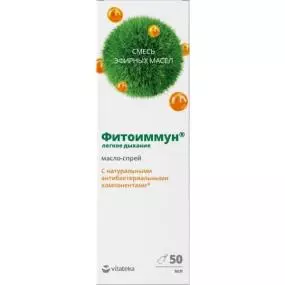 СМЕСЬ
ЭФИРНЫХ МАСЕЛ
Фитоиммун®
легкое дыхание
масло-спрей
С натуральными
антибактериальными
компонентами*
50
мл
vitateka